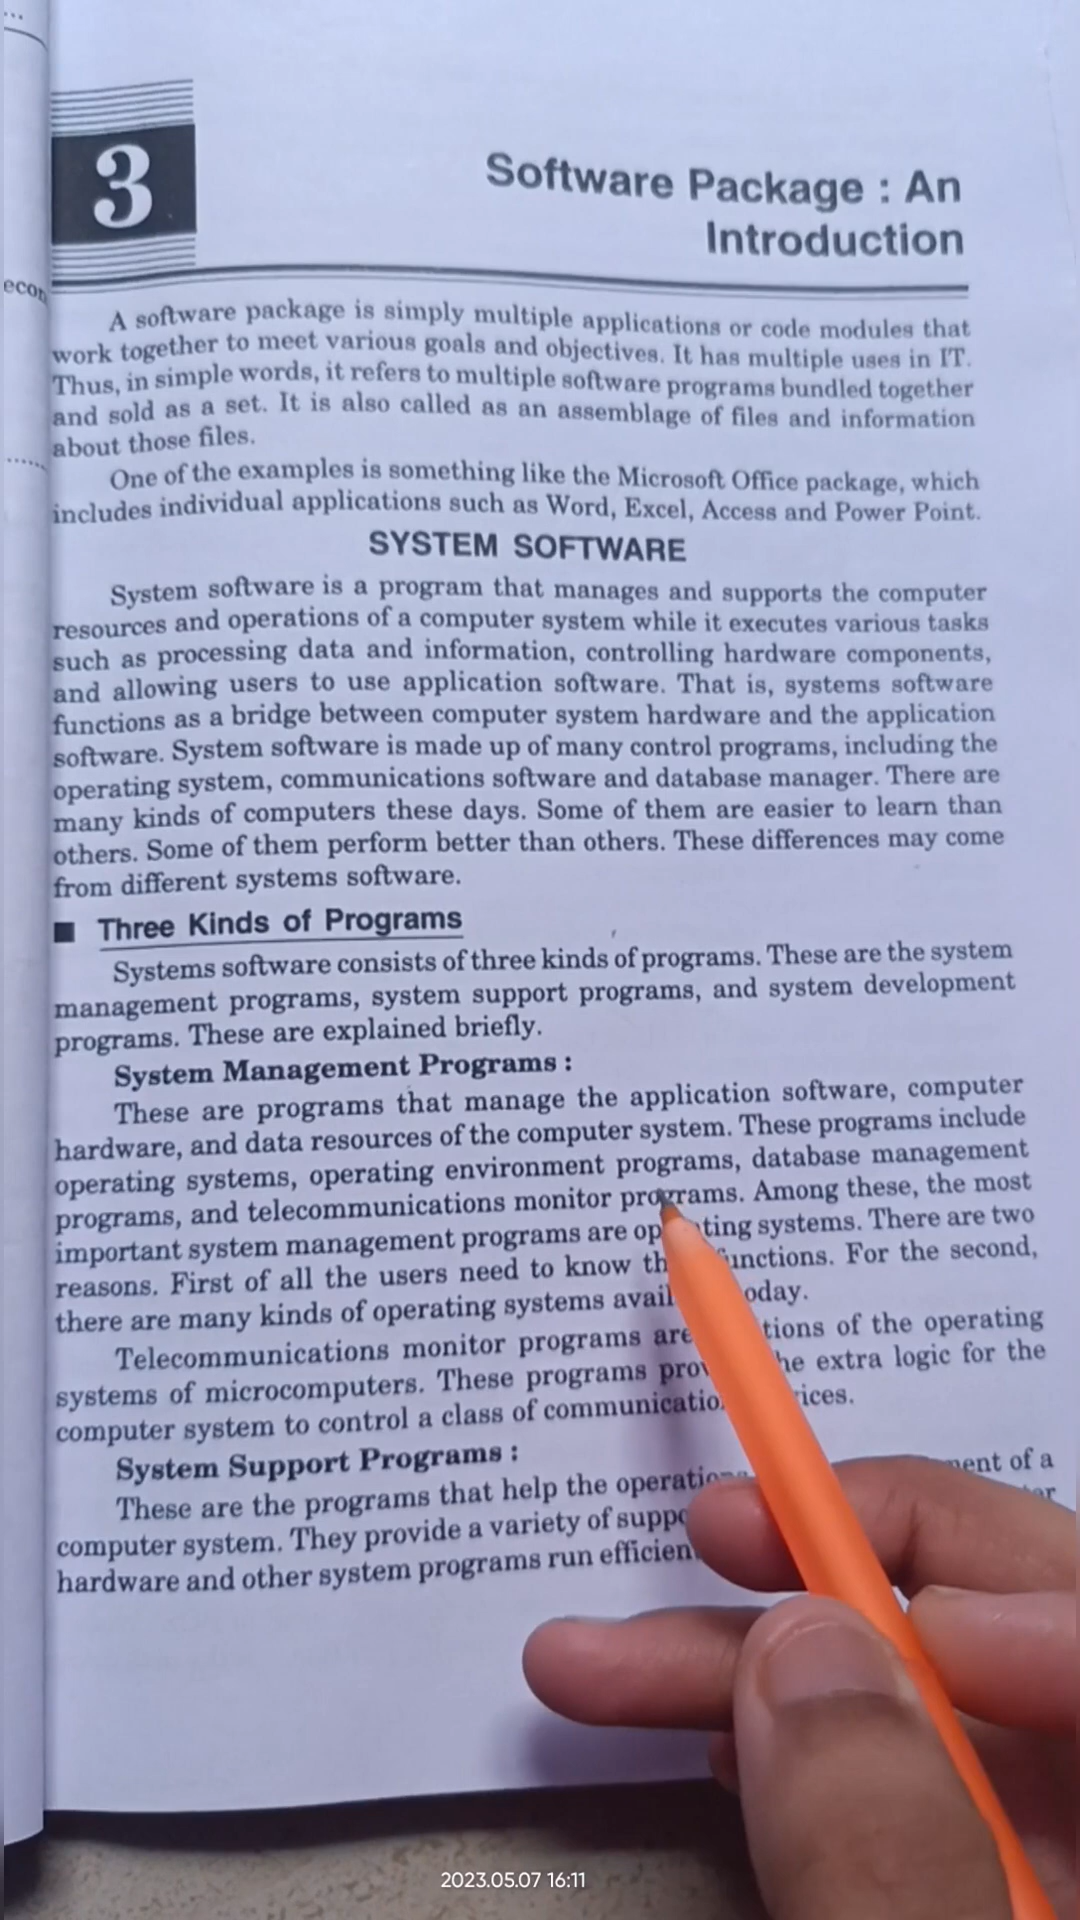 ...
3
Software Package : An
Introduction
econ
A software package is simply multiple applications or code modules that
work together to meet various goals and objectives. It has multiple uses in IT.
Thus, in simple words, it refers to multiple software programs bundled together
and sold as a set. It is also called as an assemblage of files and information
about those files.
One of the examples is something like the Microsoft Office package, which
includes individual applications such as Word, Excel, Access and Power Point.
SYSTEM SOFTWARE
System software is a program that manages and supports the computer
resources and operations of a computer system while it executes various tasks
such as processing data and information, controlling hardware components,
and allowing users to use application software. That is, systems software
functions as a bridge between computer system hardware and the application
software. System software is made up of many control programs, including the
operating system, communications software and database manager. There are
many kinds of computers these days. Some of them are easier to learn than
others. Some of them perform better than others. These differences may come
from different systems software.
■ Three Kinds of Programs
Systems software consists of three kinds of programs. These are the system
management programs, system support programs, and system development
programs. These are explained briefly.
System Management Programs :
These are programs that manage the application software, computer
hardware, and data resources of the computer system. These programs include
operating systems, operating environment programs, database management
programs, and telecommunications monitor programs. Among these, the most
important system management programs are op ting systems. There are two
reasons. First of all the users need to know th unctions. For the second,
there are many kinds of operating systems avail oday.
Telecommunications monitor programs are tions of the operating
systems of microcomputers. These programs prov he extra logic for the
computer system to control a class of communicatio ices.
System Support Programs :
These are the programs that help the operation ent of a
computer system. They provide a variety of suppo
hardware and other system programs run efficien
2023.05.07 16:11